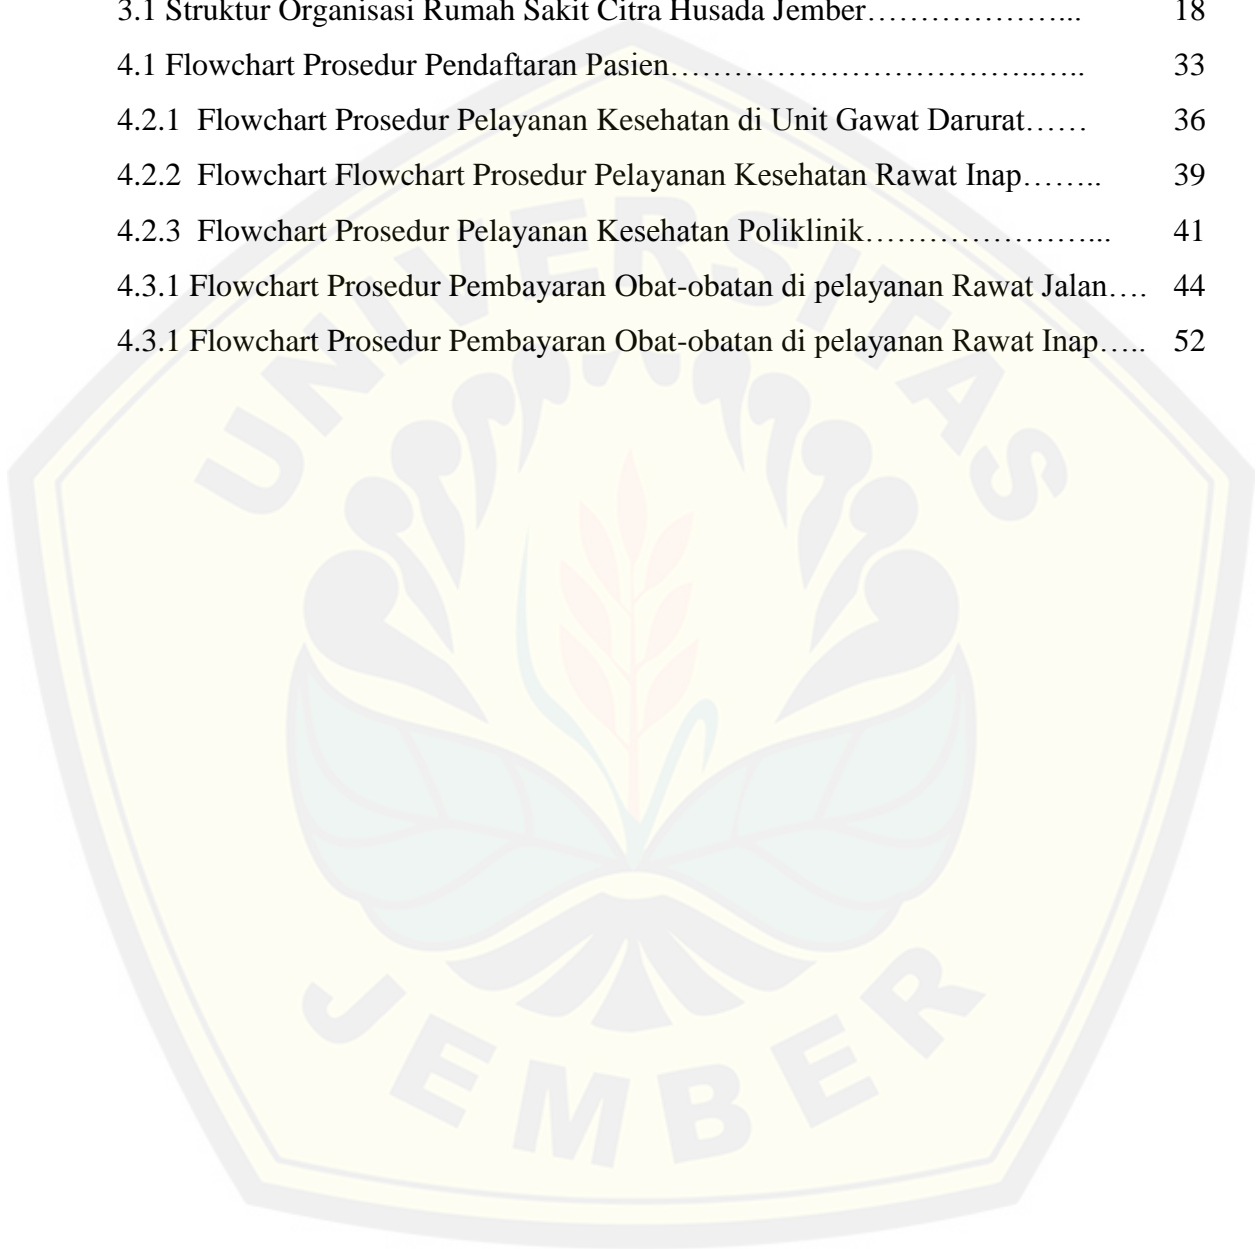 3.1 Struktur Organisasi Rumah Sakit Citra Husada Jember………………... 18
4.1 Flowchart Prosedur Pendaftaran Pasien……………………………..….. 33
4.2.1 Flowchart Prosedur Pelayanan Kesehatan di Unit Gawat Darurat…… 36
4.2.2 Flowchart Flowchart Prosedur Pelayanan Kesehatan Rawat Inap…….. 39
4.2.3 Flowchart Prosedur Pelayanan Kesehatan Poliklinik…………………... 41
4.3.1 Flowchart Prosedur Pembayaran Obat-obatan di pelayanan Rawat Jalan…. 44
4.3.1 Flowchart Prosedur Pembayaran Obat-obatan di pelayanan Rawat Inap….. 52
UNIVERSITAS
JEMBER